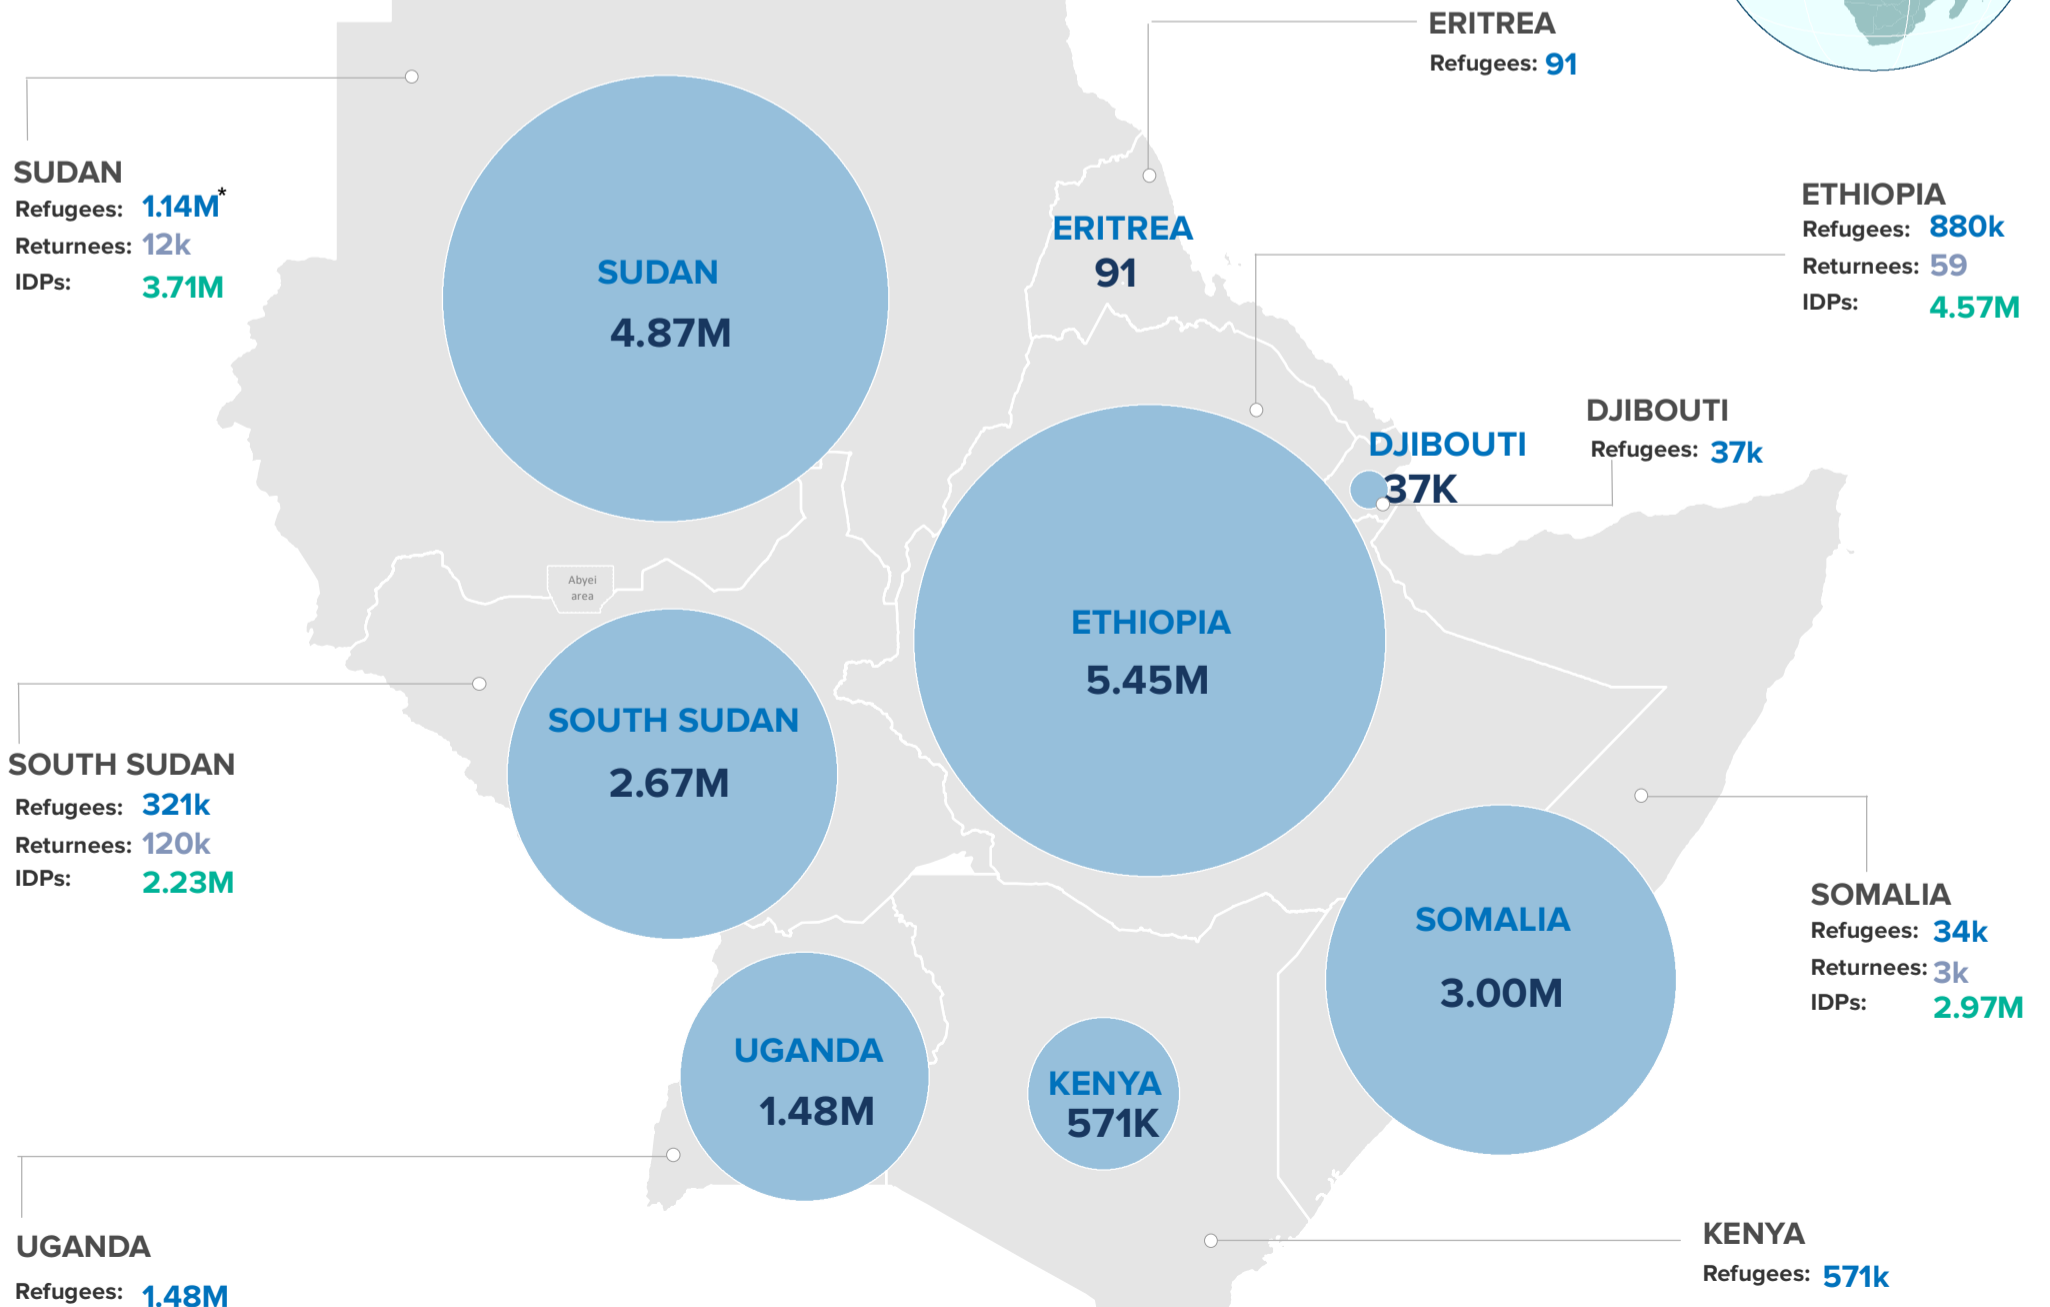 ERITREA
Refugees: 91
SUDAN
Refugees: 1.14M*
Returnees: 12k
IDPs: 3.71M
ETHIOPIA
Refugees: 880k
Returnees: 59
IDPs: 4.57M
ERITREA
91
SUDAN
4.87M
DJIBOUTI
Refugees: 37k
DJIBOUTI
37K
Abyei
area
ETHIOPIA
5.45M
SOUTH SUDAN
2.67M
SOUTH SUDAN
Refugees: 321k
Returnees: 120k
IDPs: 2.23M
SOMALIA
3.00M
SOMALIA
Refugees: 34k
Returnees: 3k
IDPs: 2.97M
UGANDA
1.48M
KENYA
571K
UGANDA
Refugees: 1.48M
KENYA
Refugees: 571k